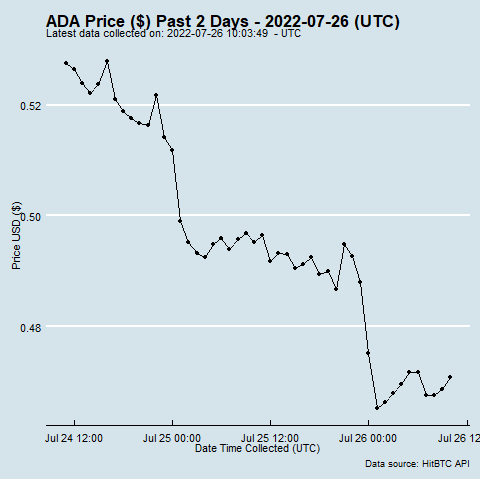 ADA Price ($) Past 2 Days - 2022-07-26 (UTC)
Latest data collected on: 2022-07-26 10:03:49 - UTC
0.52
0.50
0.48
Price USD ($)
Jul 24 12:00 Jul 25 00:00 Jul 25 12:00 Jul 26 00:00 Jul 26 12
Date Time Collected (UTC)
Data source: HitBTC API